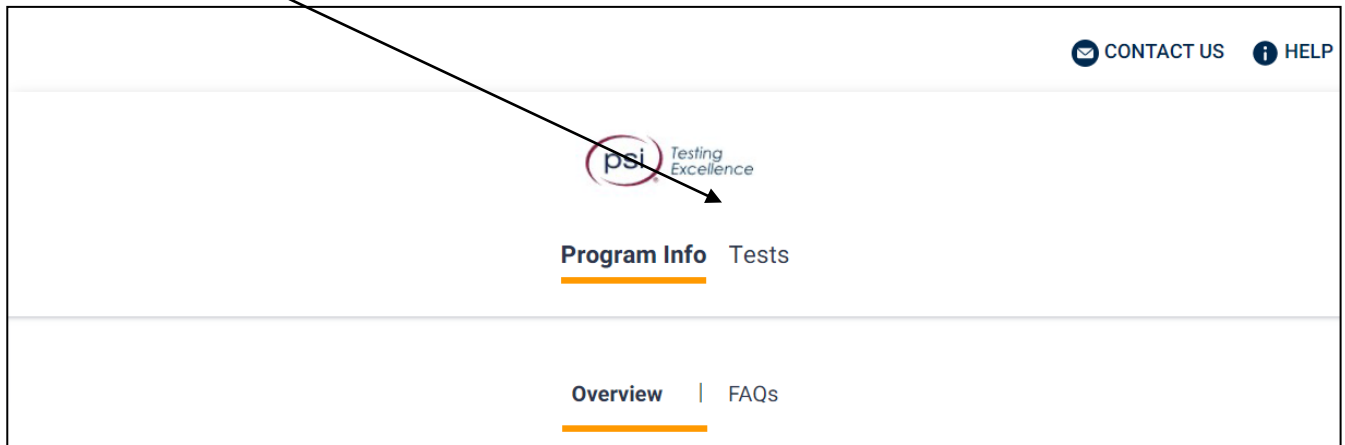 CONTACT US HELP
psi Testing
Excellence
Program Info Tests
Overview | FAQs